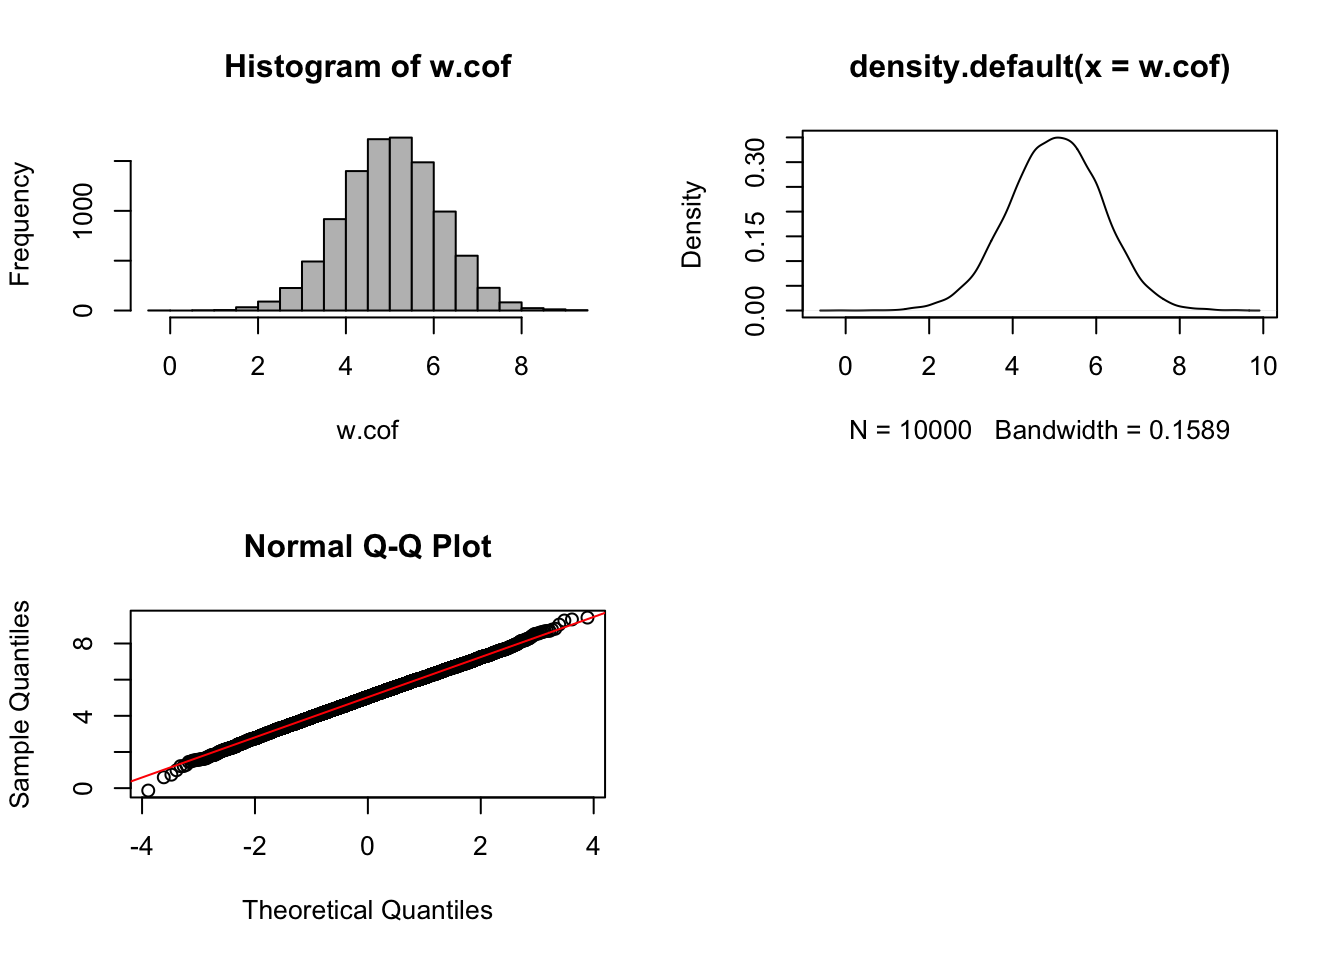 Histogram of w.cof
Frequency
0 1000
0 2 4 6 8
w.cof
density.default(x = w.cof)
Density
0.00 0.15 0.30
0 2 4 6 8 10
N = 10000 Bandwidth = 0.1589
Normal Q-Q Plot
Sample Quantiles
0 4 8
-4 -2 0 2 4
Theoretical Quantiles